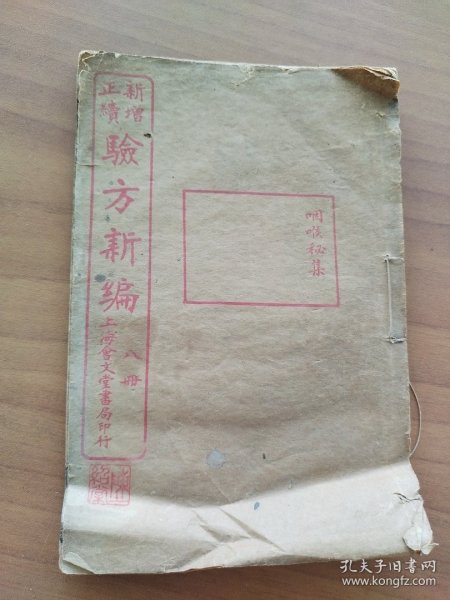 新增
正續
驗方新編
八冊
上海會文堂書局印行
咽喉秘集
孔夫子旧书网
www.kongfz.com